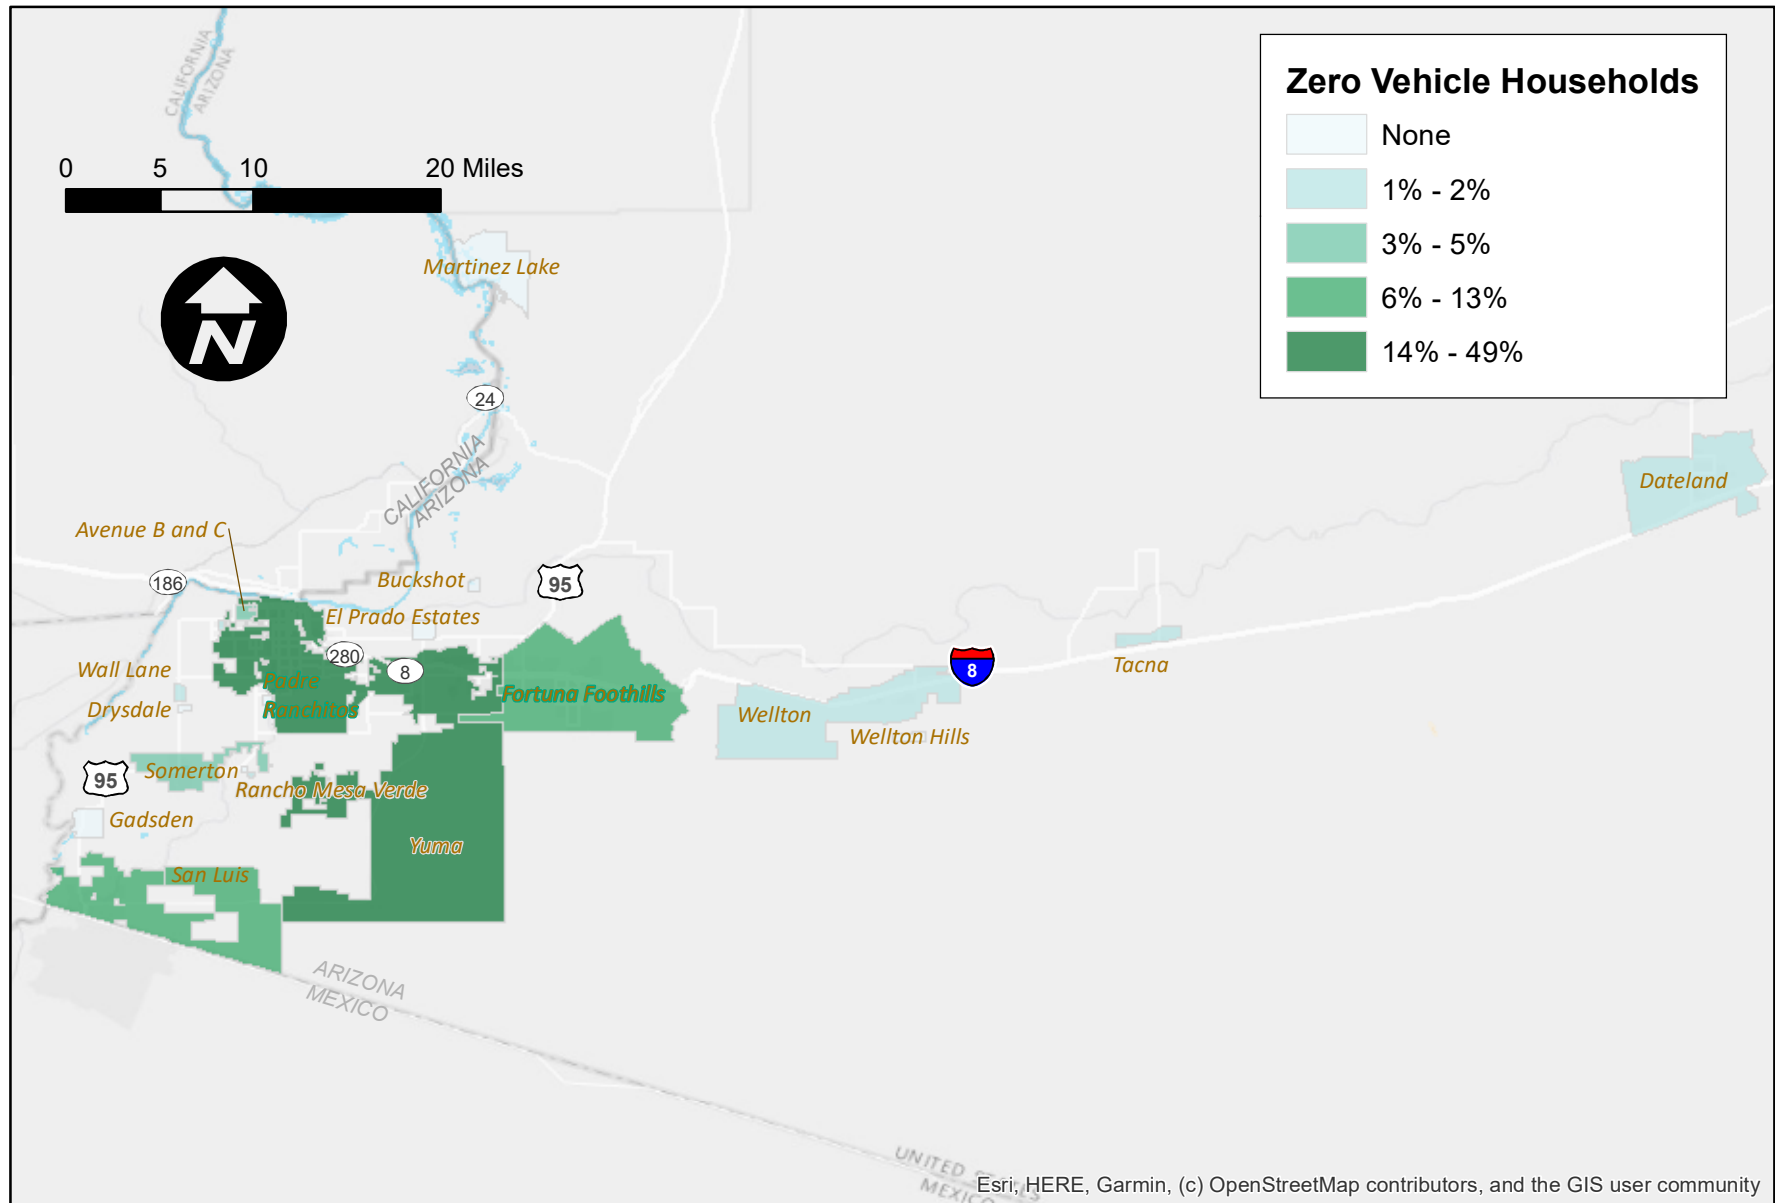 CALIFORNIA
ARIZONA
Zero Vehicle Households
None
1% - 2%
3% - 5%
6% - 13%
14% - 49%
0 5 10 20 Miles
N
Martinez Lake
24
CALIFORNIA
ARIZONA
Dateland
Avenue B and C
186
Buckshot
95
El Prado Estates
280
8
8
Wall Lane
Tacna
Padre
Ranchitos
Fortuna Foothills
Drysdale
Wellton
Wellton Hills
95
Somerton
Rancho Mesa Verde
Gadsden
Yuma
San Luis
ARIZONA
MEXICO
UNITED STATES
MEXICO
Esri, HERE, Garmin, (c) OpenStreetMap contributors, and the GIS user community